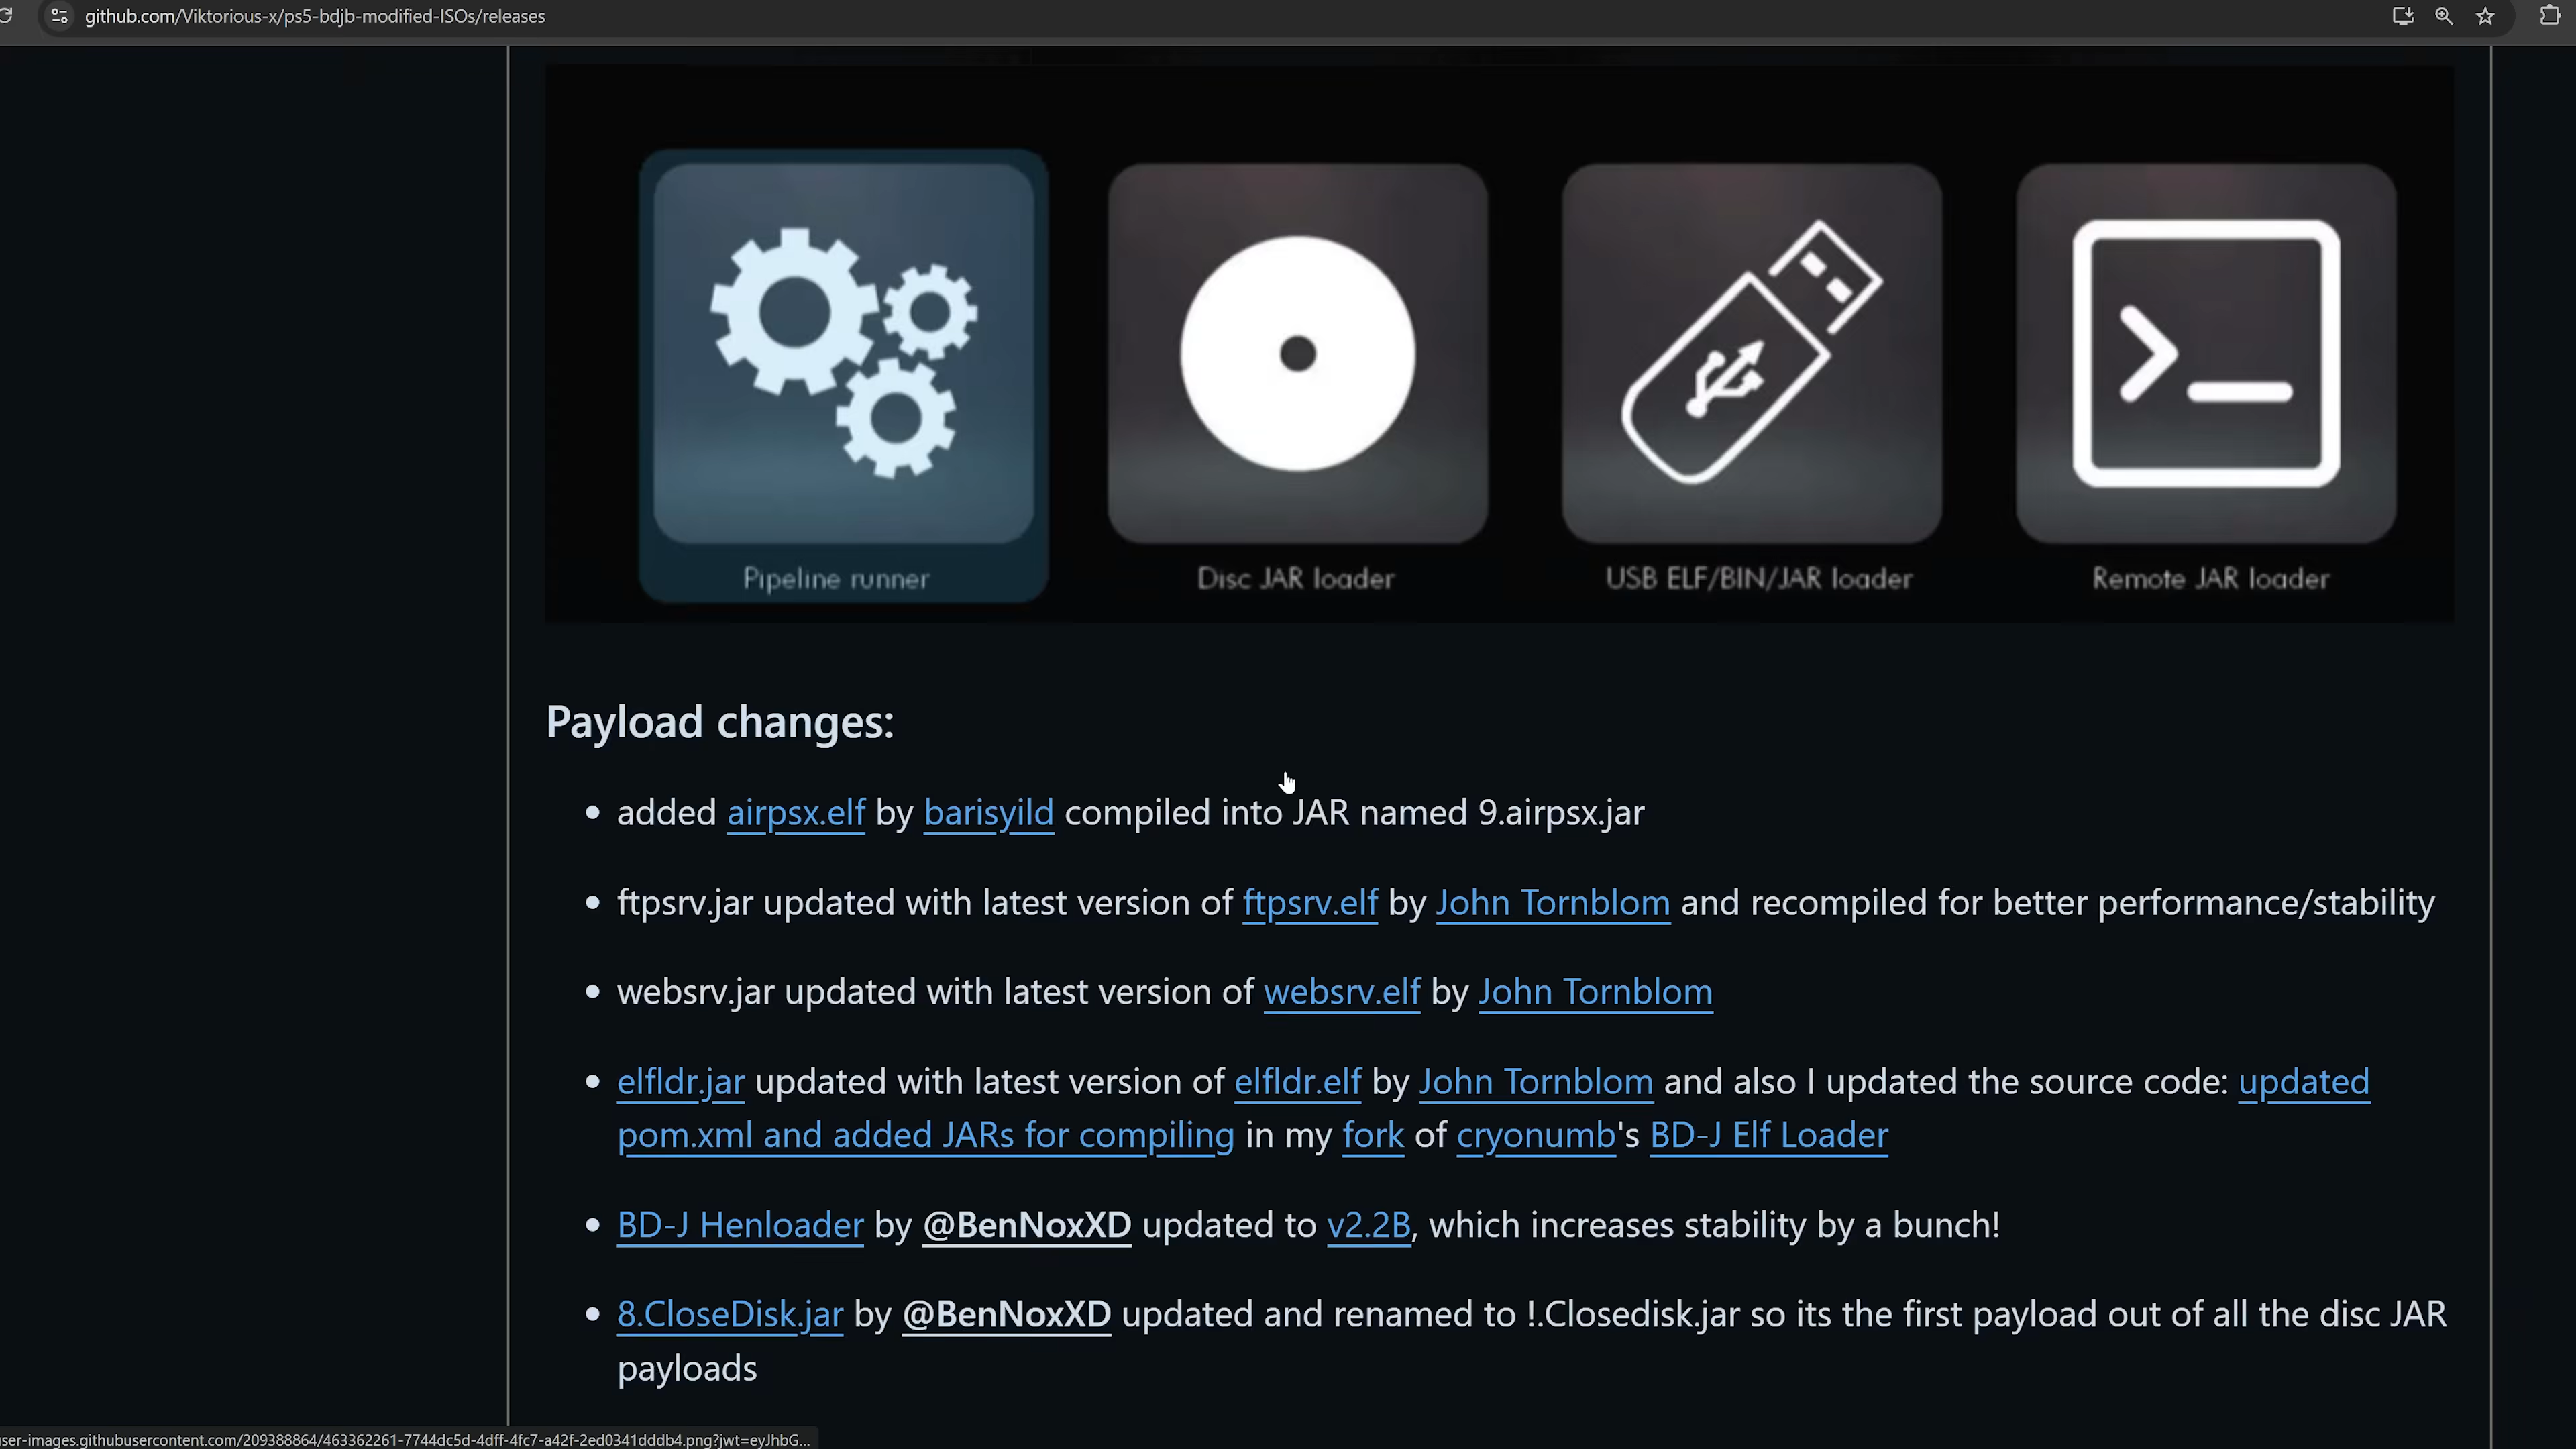 github.com/Viktorious-x/ps5-bdjb-modified-ISOs/releases
Pipeline runner
Disc JAR loader
USB ELF/BIN/JAR loader
Remote JAR loader
Payload changes:
added airpsx.elf by barisyild compiled into JAR named 9.airpsx.jar
ftpsrv.jar updated with latest version of ftpsrv.elf by John Tornblom and recompiled for better performance/stability
websrv.jar updated with latest version of websrv.elf by John Tornblom
elfldr.jar updated with latest version of elfldr.elf by John Tornblom and also I updated the source code: updated
pom.xml and added JARs for compiling in my fork of cryonumb's BD-J Elf Loader
BD-J Henloader by @BenNoxXD updated to v2.2B, which increases stability by a bunch!
8.CloseDisk.jar by @BenNoxXD updated and renamed to !.Closedisk.jar so its the first payload out of all the disc JAR
payloads
ser-images.githubusercontent.com/209388864/463362261-7744dc5d-4dff-4fc7-a42f-2ed0341dddb4.png?jwt=eyJhbG...